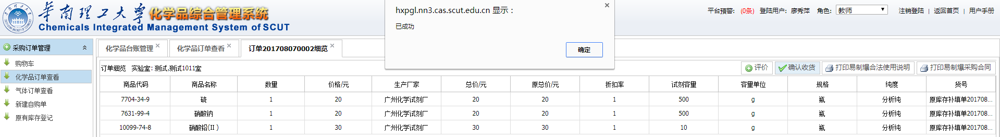 華南理工大學 化学品综合管理系统
Chemicals Integrated Management System of SCUT
hxpgl.nn3.cas.scut.edu.cn 显示：
已成功
确定
平台预警: (0条) 登陆用户: 廖秀萍 角色: 教师 注销登陆 | 返回首页 | 用户手册
采购订单管理
购物车
化学品订单查看
气体订单查看
新建自购单
原有库存登记
化学品台账管理 化学品订单查看 订单201708070002细览
订单细览 实验室: 测试,测试1011室 评价 确认收货 打印易制爆合法使用说明 打印易制爆采购合同
商品代码 商品名称 数量 价格/元 生产厂家 总价/元 原总价/元 折扣率 试剂容量 容量单位 规格 纯度 货号
7704-34-9 硫 1 20 广州化学试剂厂 20 20 1 500 g 瓶 分析纯 原库存补填单201708...
7631-99-4 硝酸钠 1 20 广州化学试剂厂 20 20 1 500 g 瓶 分析纯 原库存补填单201708...
10099-74-8 硝酸铅(II) 1 30 广州化学试剂厂 30 30 1 10 g 瓶 分析纯 原库存补填单201708...